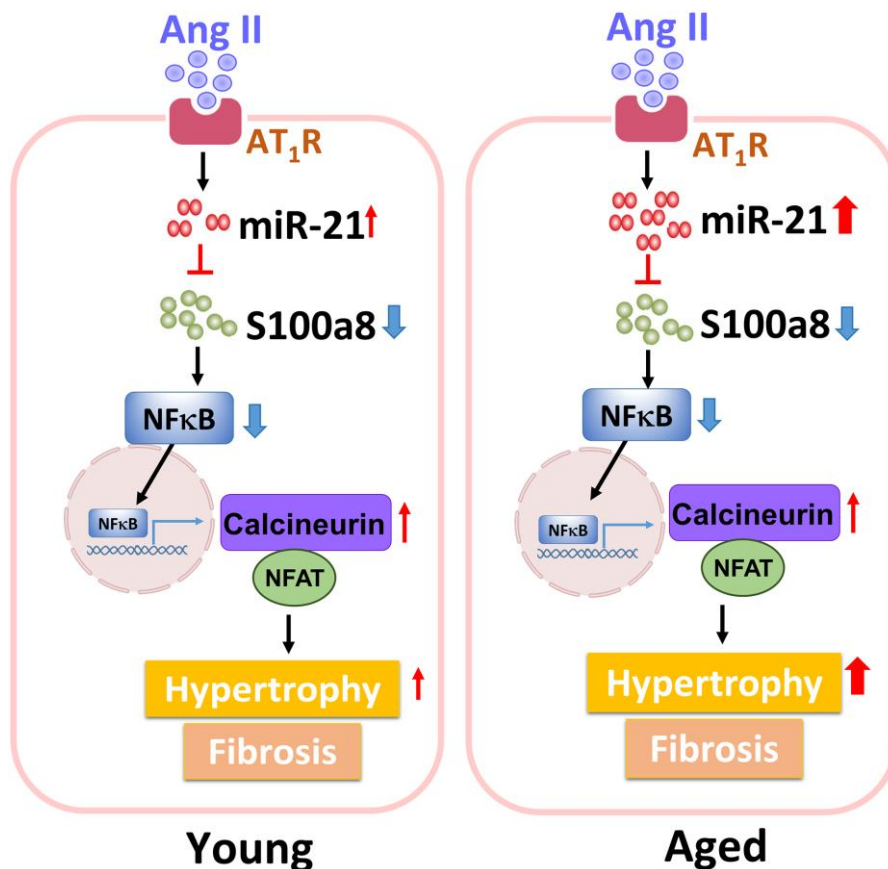 Ang II
AT₁R
miR-21
S100a8
NFκB
NFκB
Calcineurin
NFAT
Hypertrophy
Fibrosis
Young
Ang II
AT₁R
miR-21
S100a8
NFκB
NFκB
Calcineurin
NFAT
Hypertrophy
Fibrosis
Aged